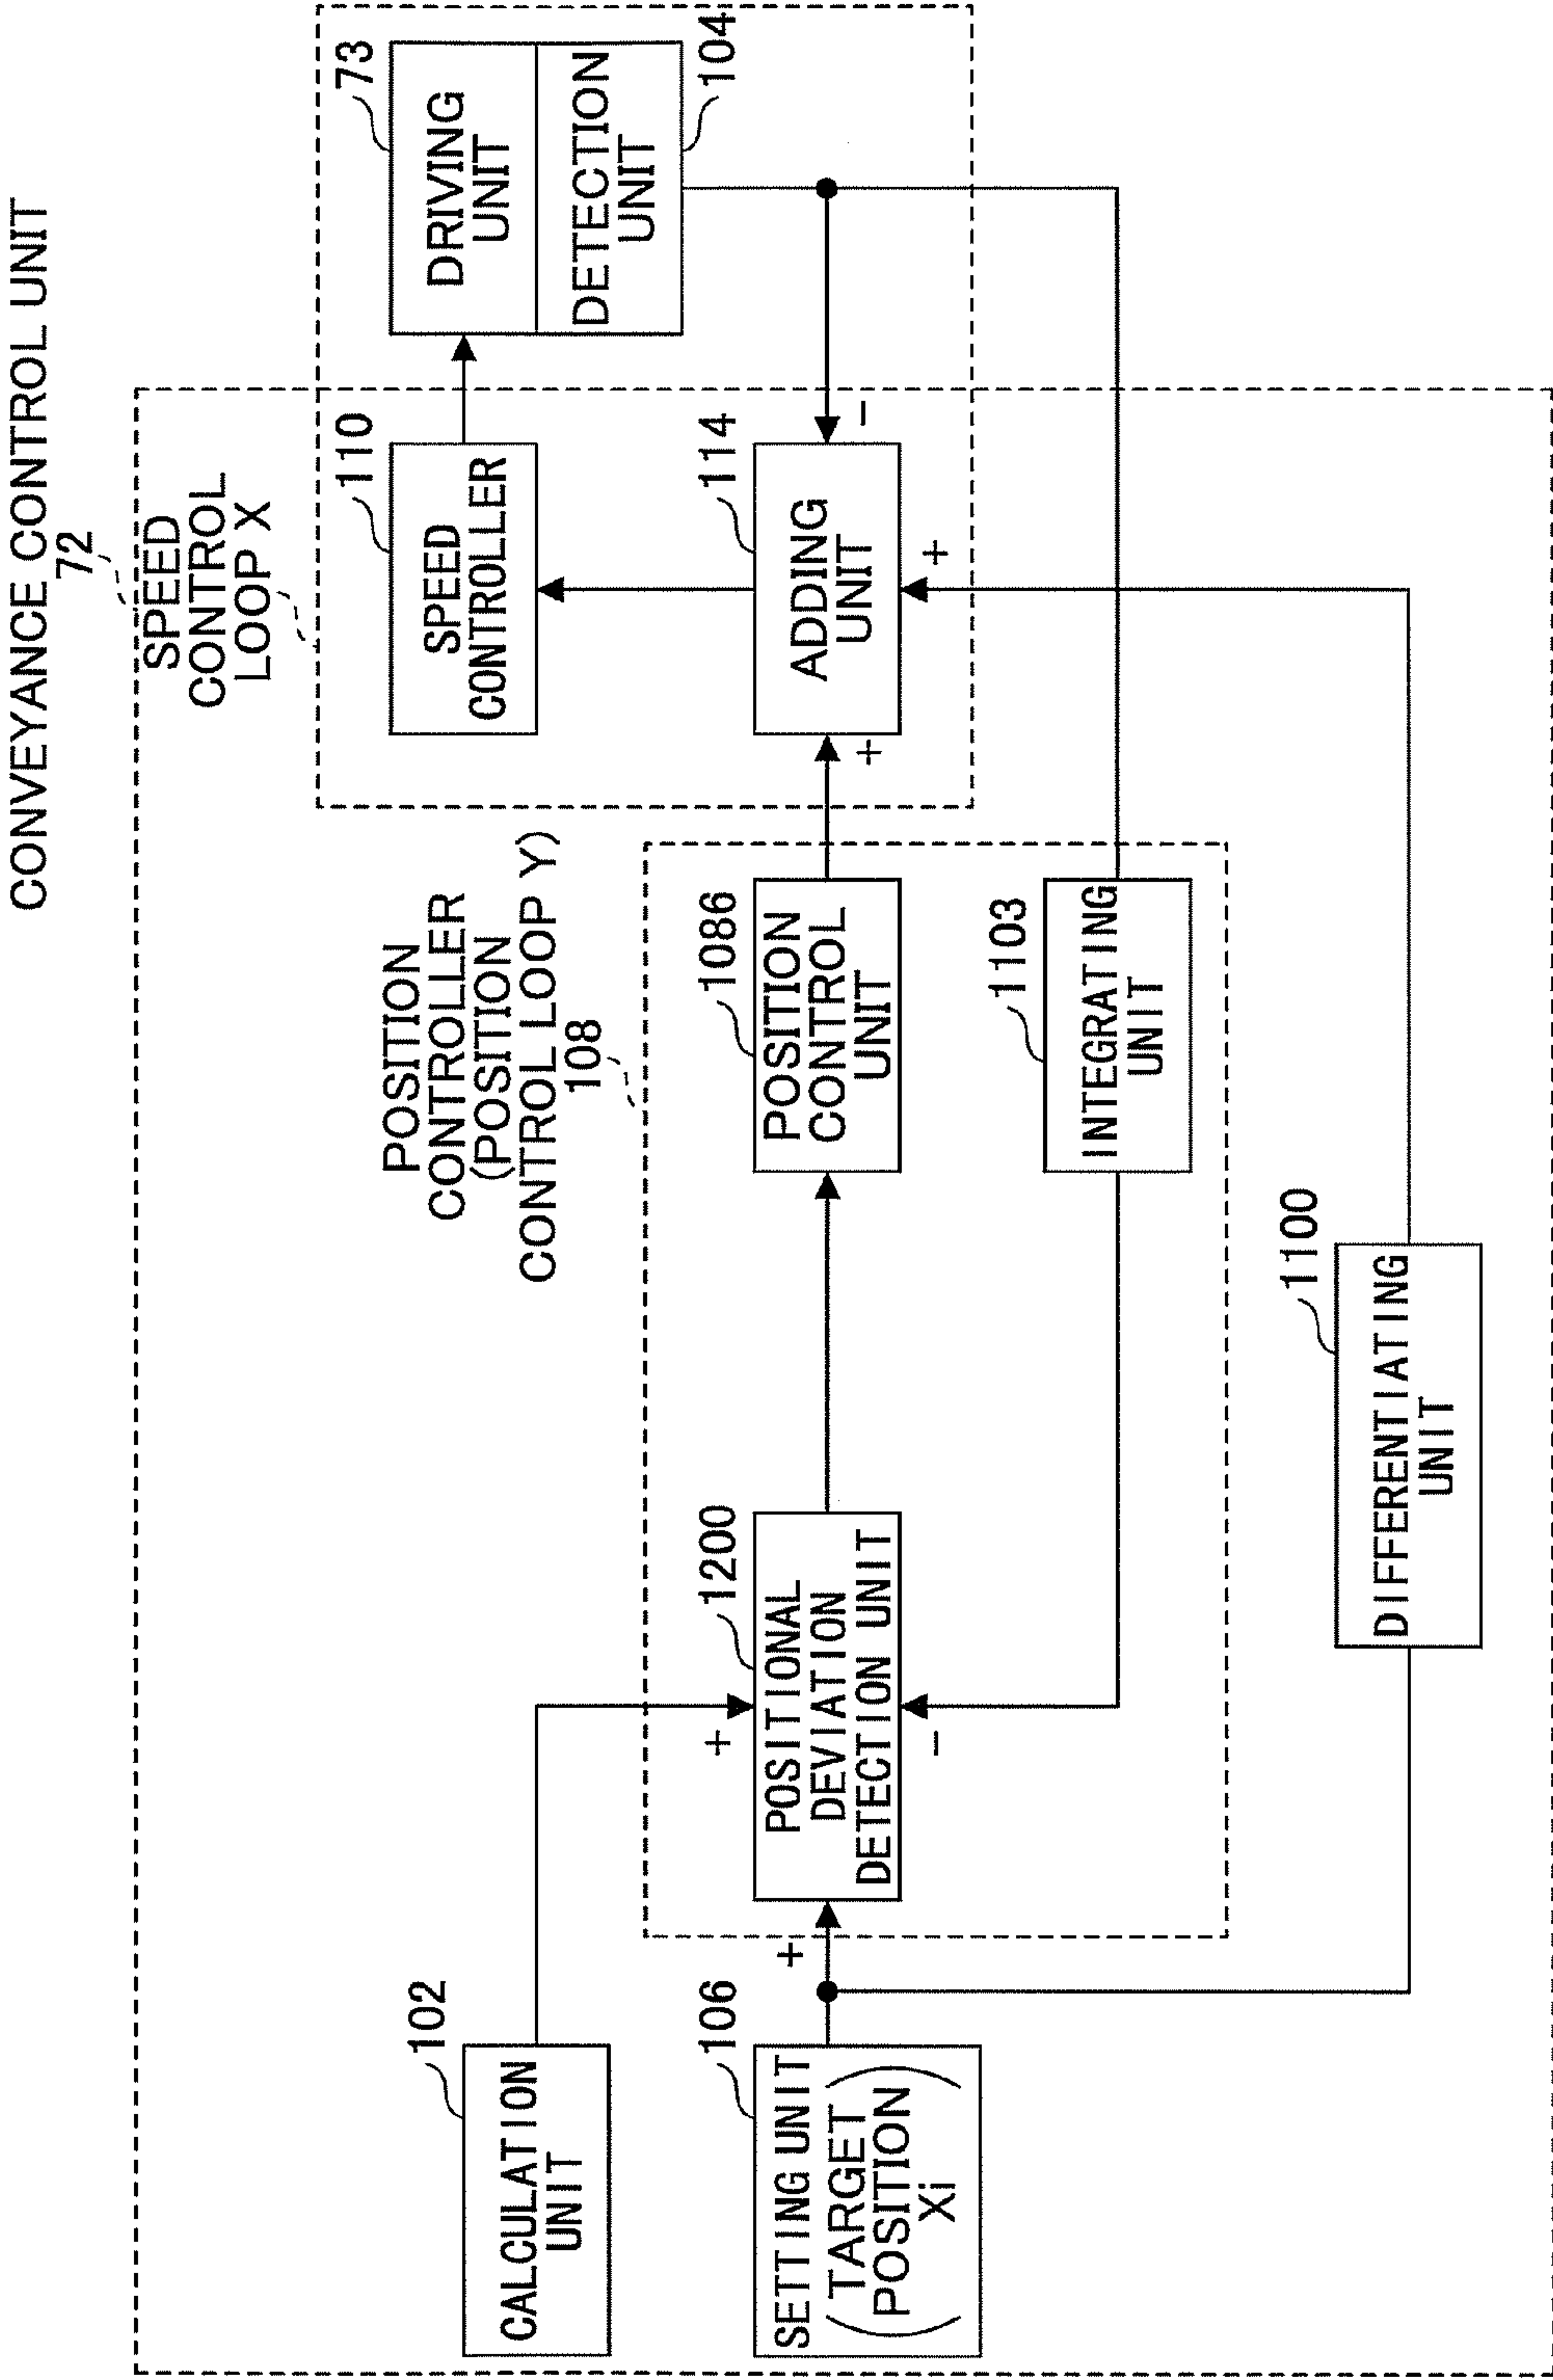 CONVEYANCE CONTROL UNIT
72
SPEED
CONTROL
LOOP X
POSITION
CONTROLLER
(POSITION
CONTROL LOOP Y)
108
102
CALCULATION
UNIT
106
SETTING UNIT
(TARGET
POSITION)
Xi
+
+
-
1200
POSITIONAL
DEVIATION
DETECTION UNIT
1086
POSITION
CONTROL
UNIT
1103
INTEGRATING
UNIT
1100
DIFFERENTIATING
UNIT
+
+
-
114
ADDING
UNIT
110
SPEED
CONTROLLER
73
DRIVING
UNIT
DETECTION
UNIT
104